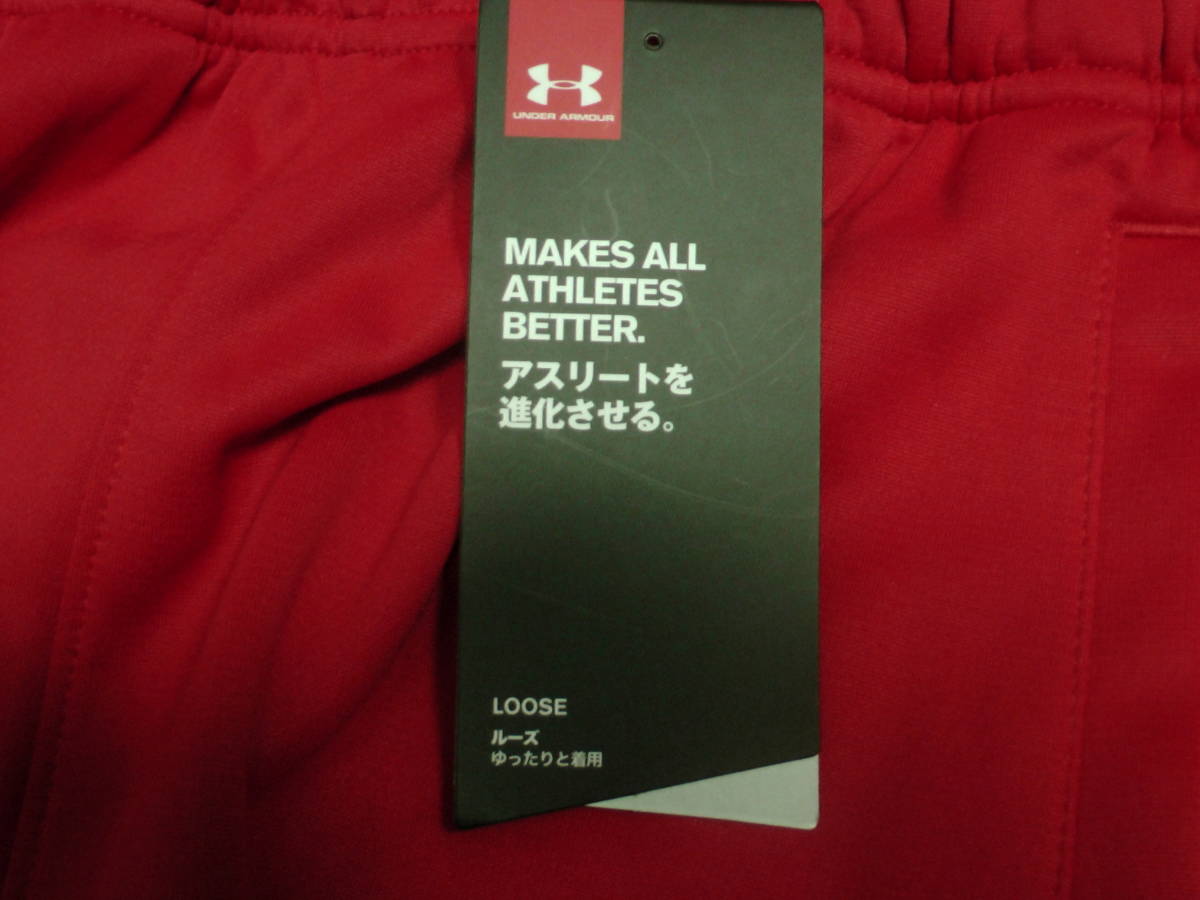 UNDER ARMOUR
MAKES ALL
ATHLETES
BETTER.
アスリートを
進化させる。
LOOSE
ルーズ
ゆったりと着用